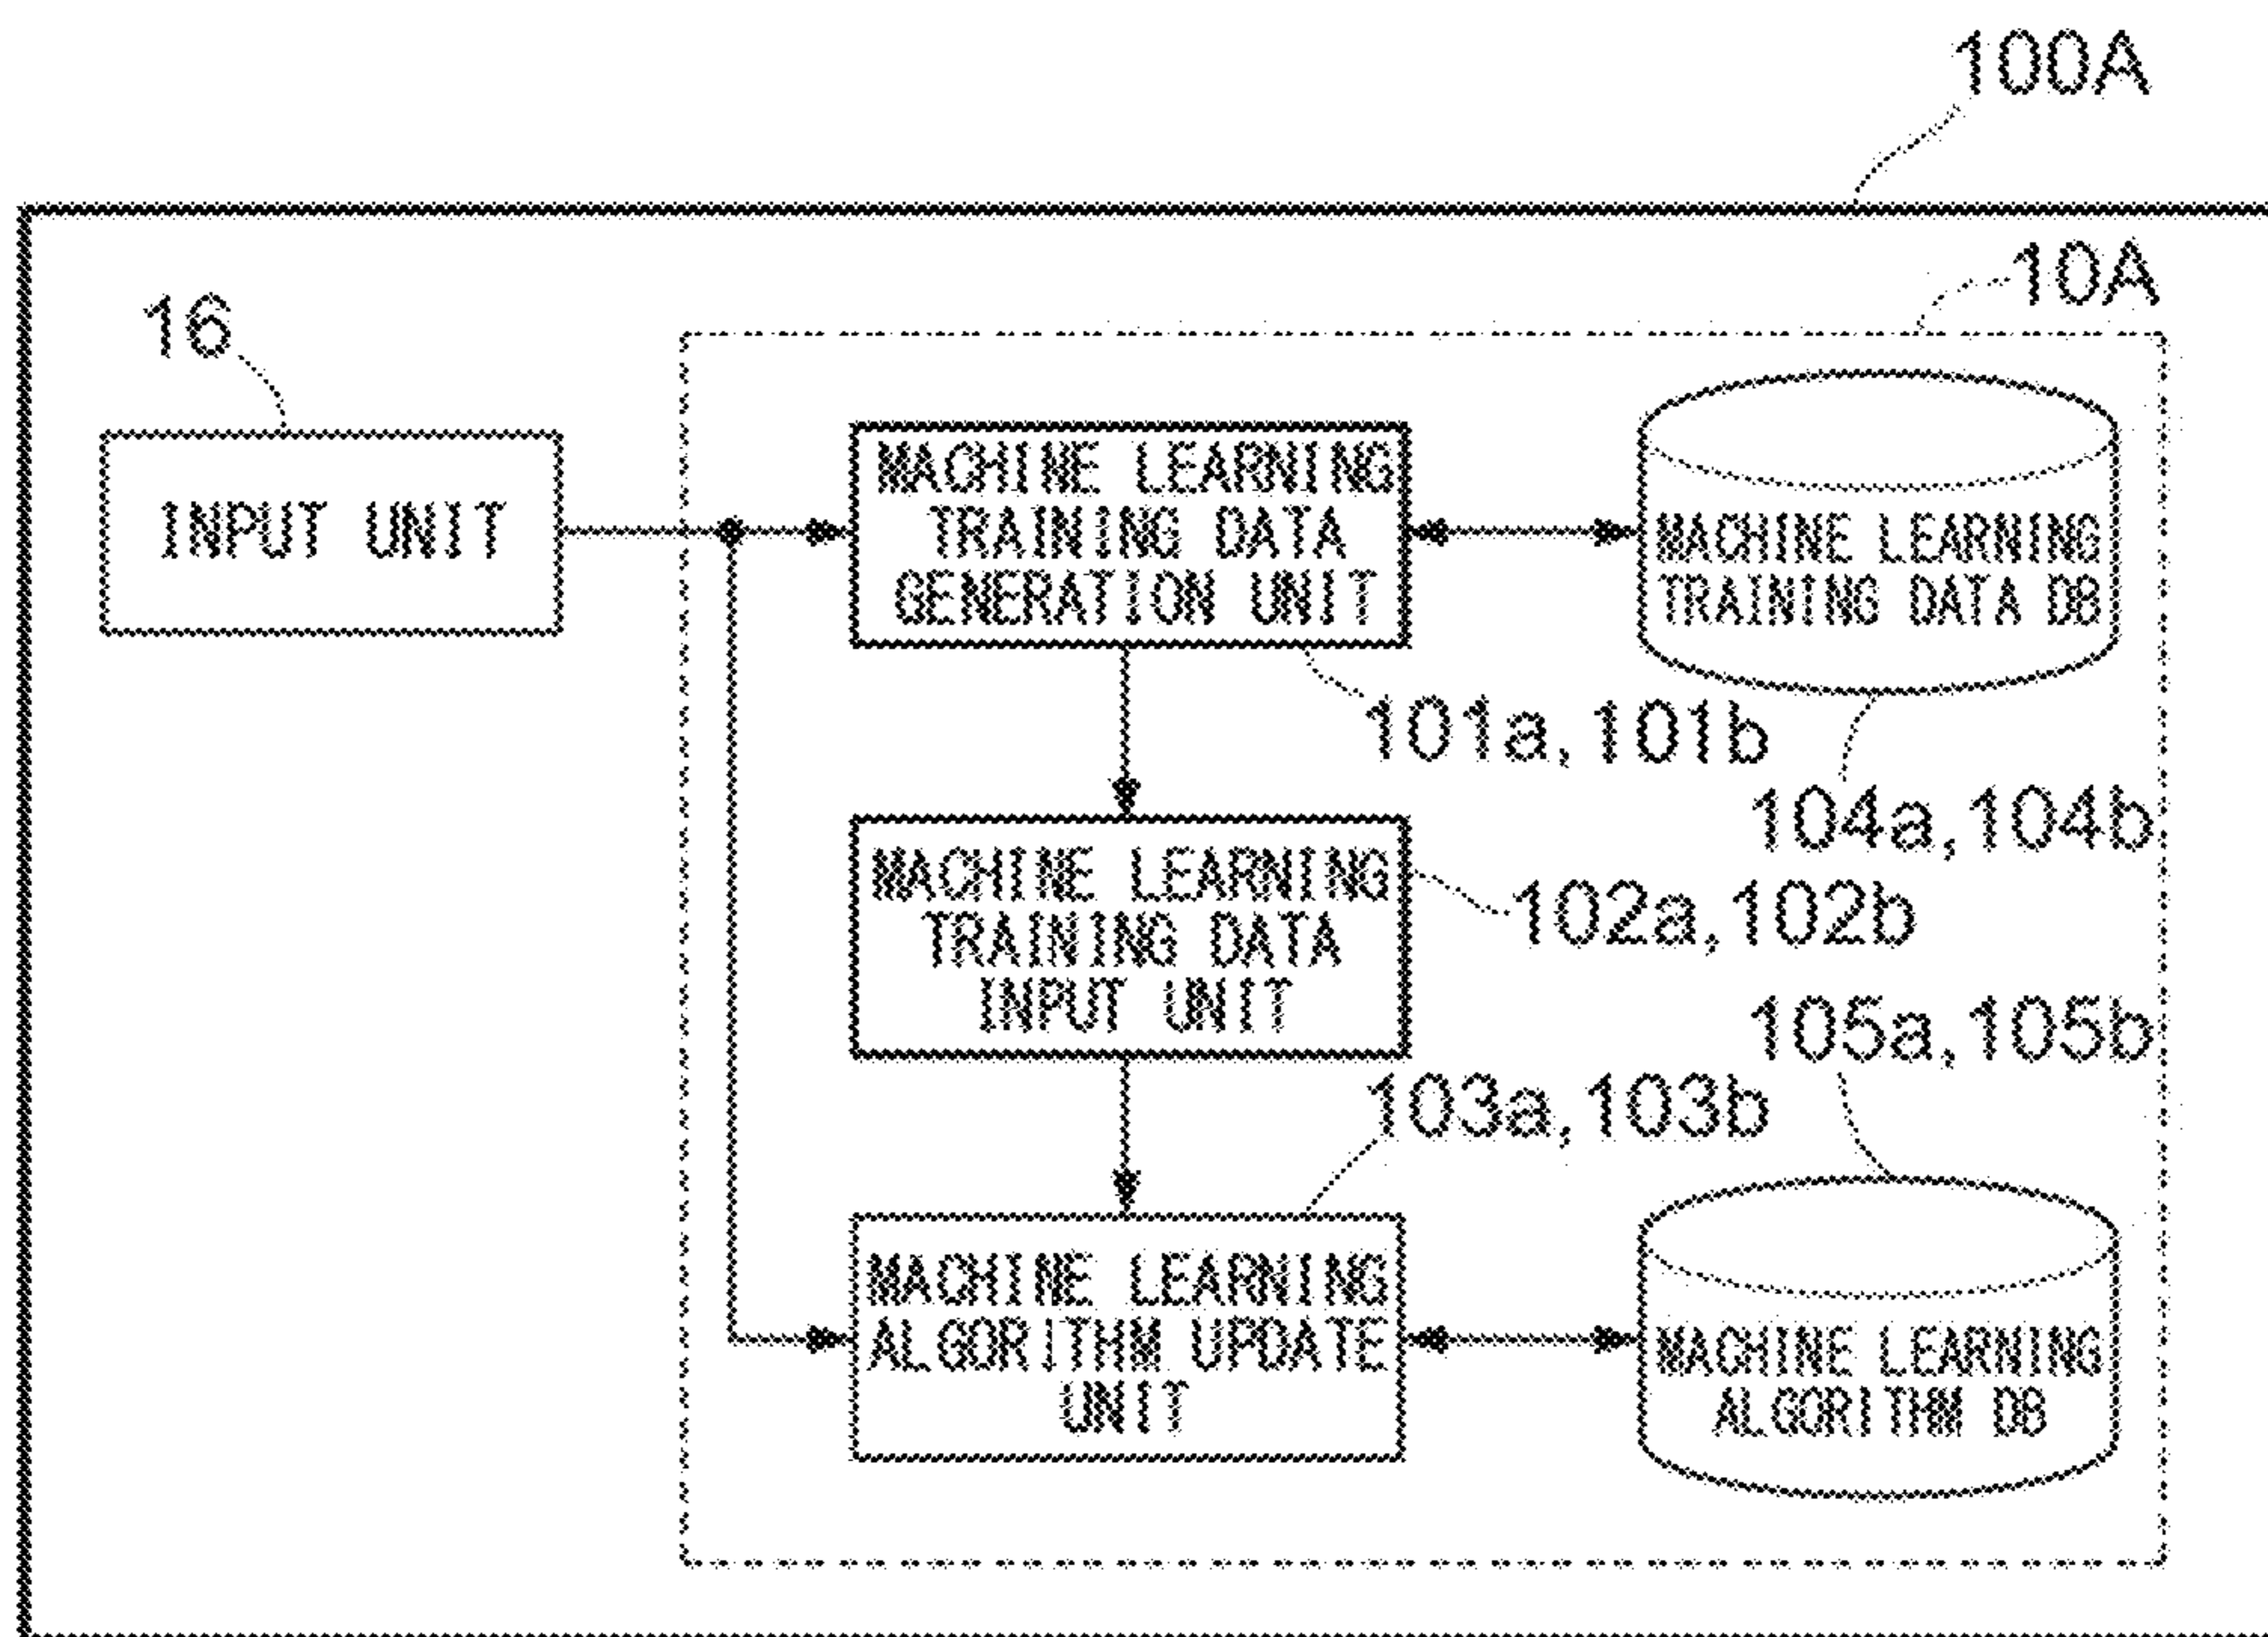 100A
10A
16
INPUT UNIT
MACHINE LEARNING
TRAINING DATA
GENERATION UNIT
MACHINE LEARNING
TRAINING DATA DB
101a, 101b
104a, 104b
MACHINE LEARNING
TRAINING DATA
INPUT UNIT
102a, 102b
105a, 105b
103a, 103b
MACHINE LEARNING
ALGORITHM UPDATE
UNIT
MACHINE LEARNING
ALGORITHM DB